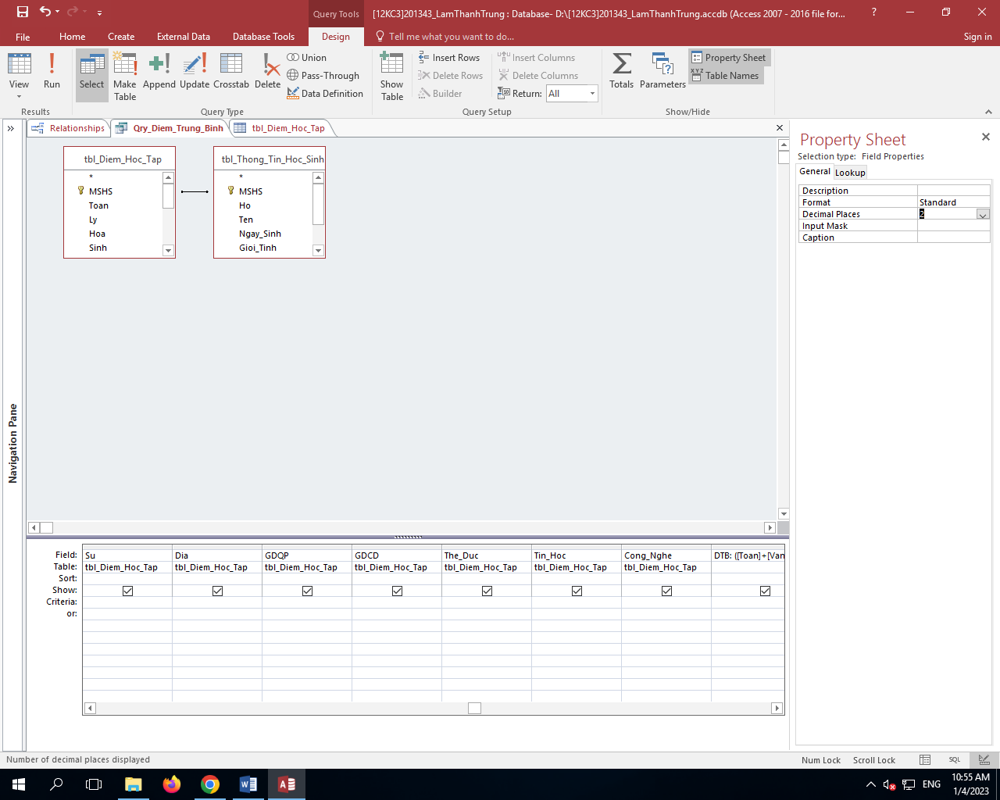 Query Tools
[12KC3]201343_LamThanhTrung : Database- D:\[12KC3]201343_LamThanhTrung.accdb (Access 2007 - 2016 file for...
?
File
Home
Create
External Data
Database Tools
Design
Tell me what you want to do...
Sign in
View
Run
Results
Select
Make Table
Append
Update
Crosstab
Delete
Union
Pass-Through
Data Definition
Query Type
Show Table
Insert Rows
Delete Rows
Builder
Insert Columns
Delete Columns
Return: All
Query Setup
Totals
Parameters
Property Sheet
Table Names
Show/Hide
Relationships
Qry_Diem_Trung_Binh
tbl_Diem_Hoc_Tap
Navigation Pane
tbl_Diem_Hoc_Tap
*
MSHS
Toan
Ly
Hoa
Sinh
tbl_Thong_Tin_Hoc_Sinh
*
MSHS
Ho
Ten
Ngay_Sinh
Gioi_Tinh
Property Sheet
Selection type: Field Properties
General
Lookup
Description
Format Standard
Decimal Places 2
Input Mask
Caption
Field: Su Dia GDQP GDCD The_Duc Tin_Hoc Cong_Nghe DTB: ([Toan]+[Van
Table: tbl_Diem_Hoc_Tap tbl_Diem_Hoc_Tap tbl_Diem_Hoc_Tap tbl_Diem_Hoc_Tap tbl_Diem_Hoc_Tap tbl_Diem_Hoc_Tap tbl_Diem_Hoc_Tap
Sort:
Show:
Criteria:
or:
Number of decimal places displayed
Num Lock
Scroll Lock
SQL
ENG
10:55 AM
1/4/2023